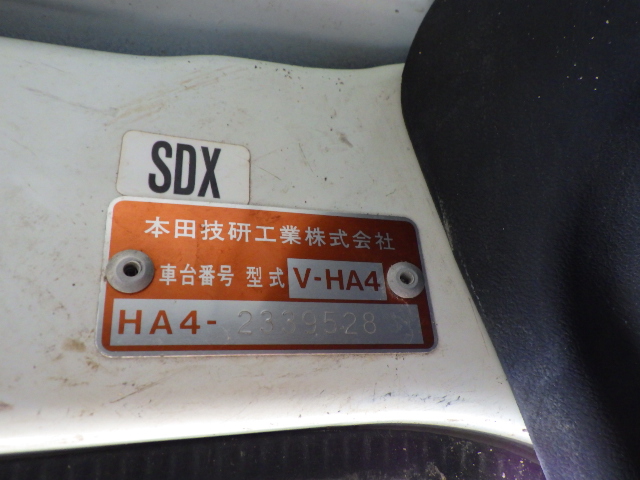 SDX
本田技研工業株式会社
車台番号 型式 V-HA4
HA4-2339528